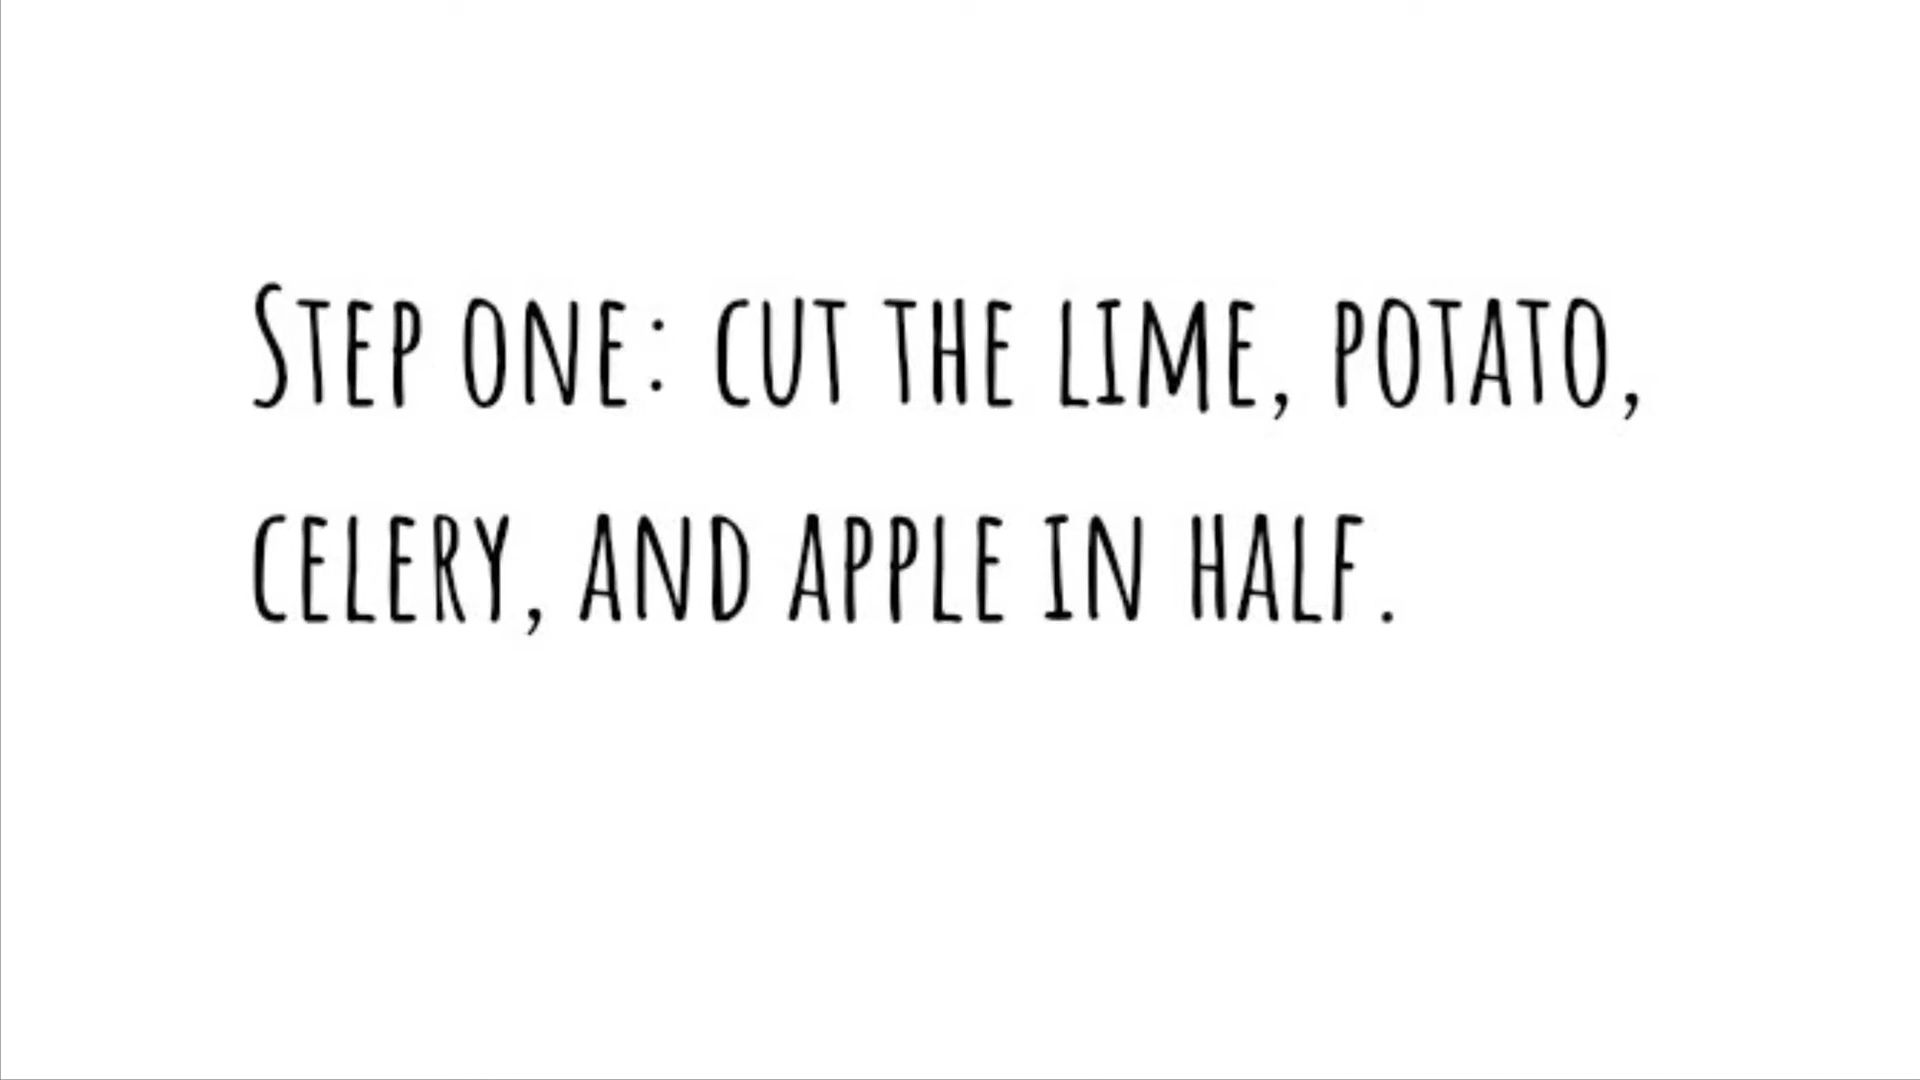 Step one: cut the lime, potato,
celery, and apple in half.